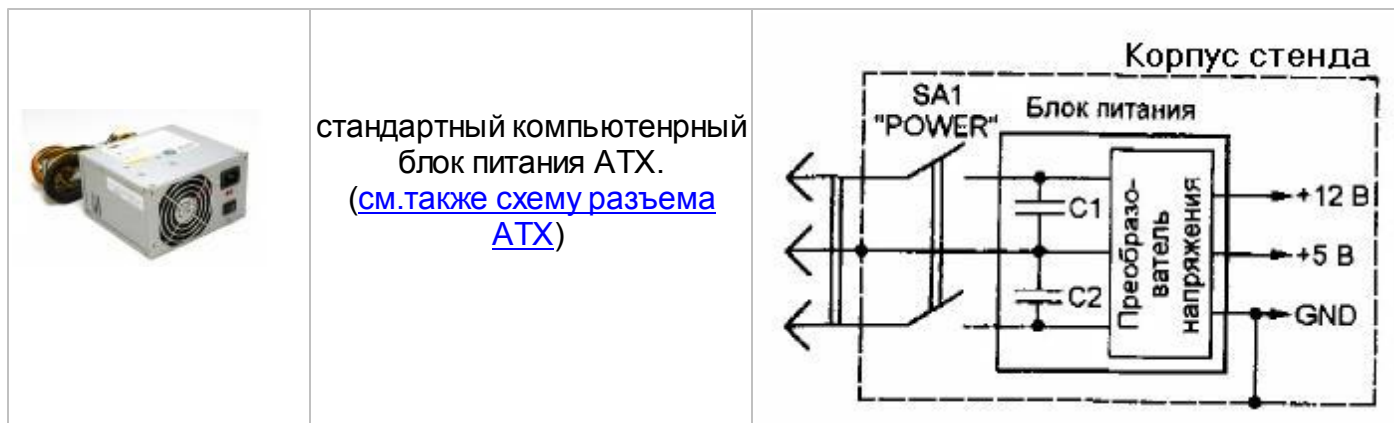 стандартный компьютенрный
блок питания ATX.
(см.также схему разъема
ATX)
Корпус стенда
SA1
"POWER"
Блок питания
C1
C2
Преобразо-
ватель
напряжения
+12 В
+5 В
GND